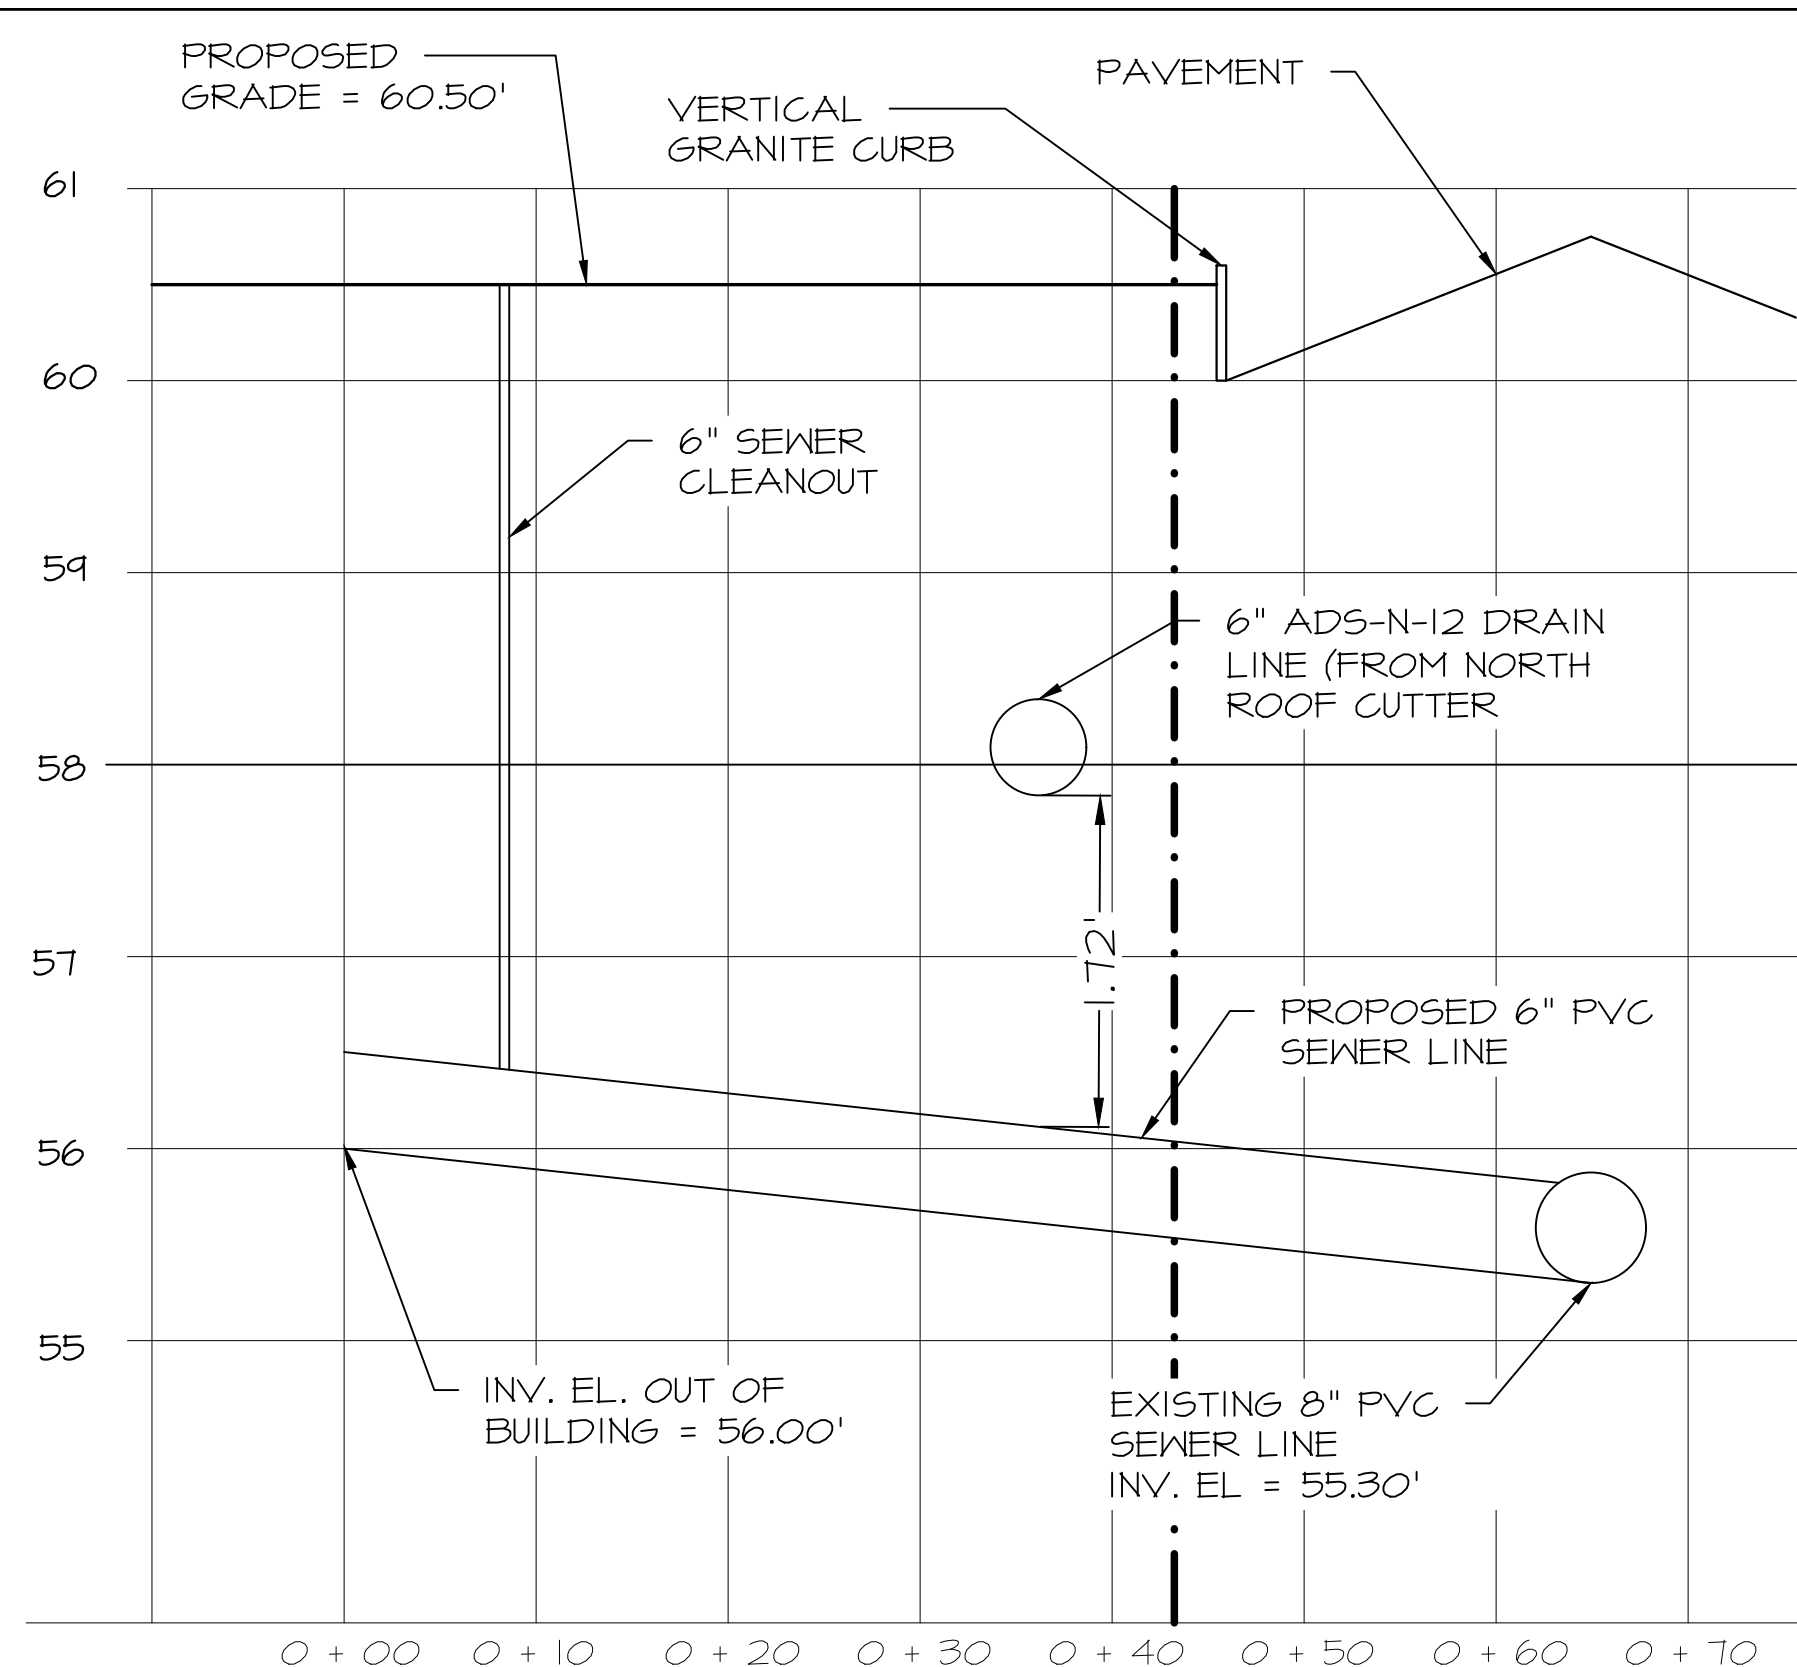 PROPOSED
GRADE = 60.50'
VERTICAL
GRANITE CURB
PAVEMENT
61
60
6" SEWER
CLEANOUT
59
6" ADS-N-12 DRAIN
LINE (FROM NORTH
ROOF CUTTER
58
57
1.72'
PROPOSED 6" PVC
SEWER LINE
56
55
INV. EL. OUT OF
BUILDING = 56.00'
EXISTING 8" PVC
SEWER LINE
INV. EL = 55.30'
0 + 00
0 + 10
0 + 20
0 + 30
0 + 40
0 + 50
0 + 60
0 + 70